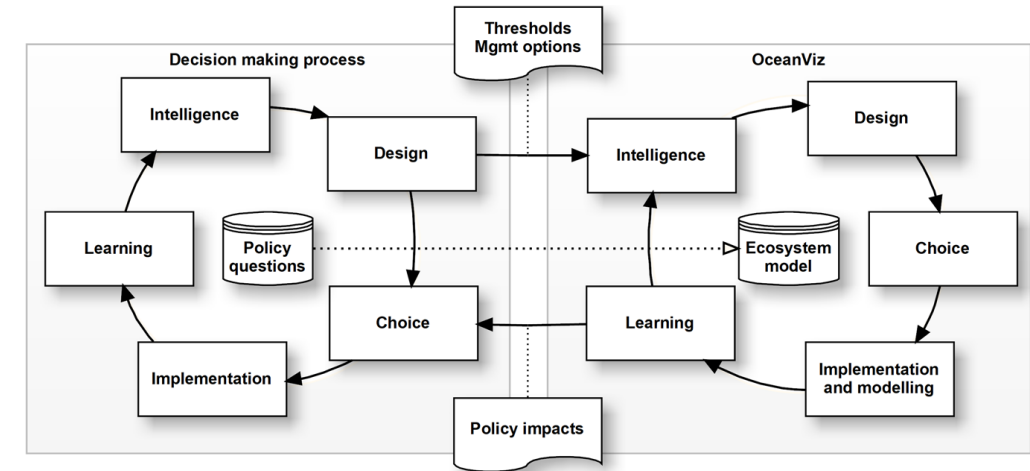 Thresholds
Mgmt options
Decision making process
OceanViz
Intelligence
Design
Intelligence
Design
Learning
Policy
questions
Ecosystem
model
Choice
Choice
Learning
Implementation
Implementation
and modelling
Policy impacts